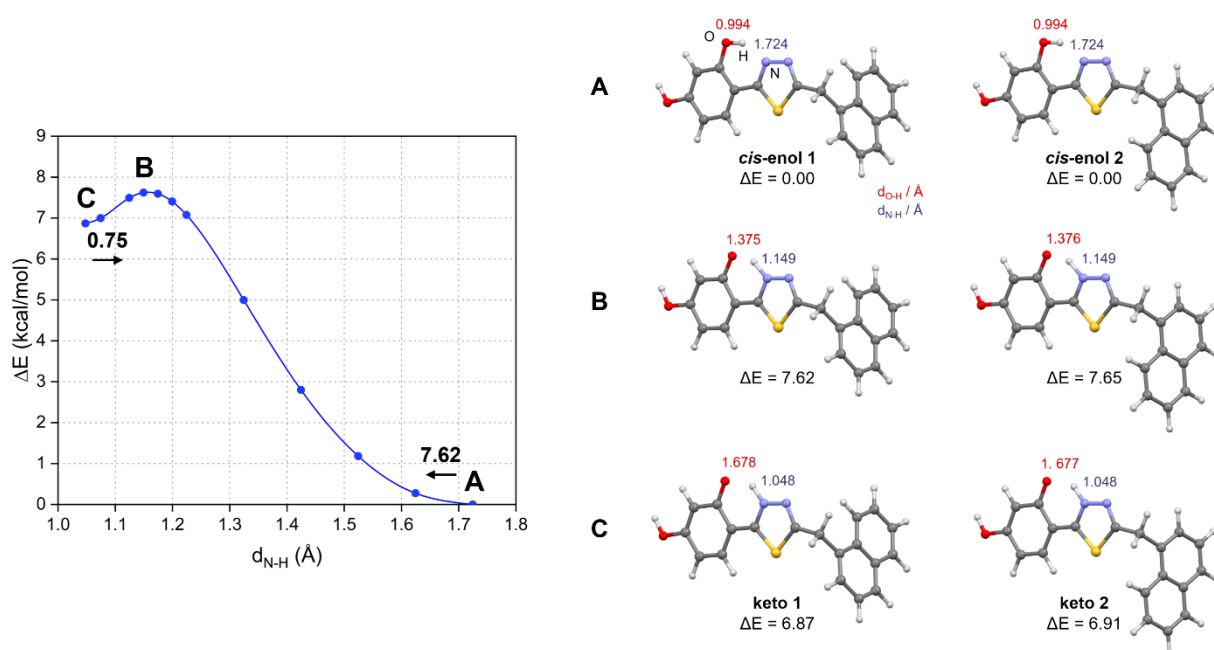 9
8
7
6
5
4
3
2
1
0
ΔE (kcal/mol)
C
B
0.75
7.62
A
1.0 1.1 1.2 1.3 1.4 1.5 1.6 1.7 1.8
d_N-H (Å)
A
0.994
O
H
1.724
N
cis-enol 1
ΔE = 0.00
0.994
1.724
cis-enol 2
ΔE = 0.00
d_O-H / Å
d_N-H / Å
B
1.375
1.149
ΔE = 7.62
1.376
1.149
ΔE = 7.65
C
1.678
1.048
keto 1
ΔE = 6.87
1. 677
1.048
keto 2
ΔE = 6.91